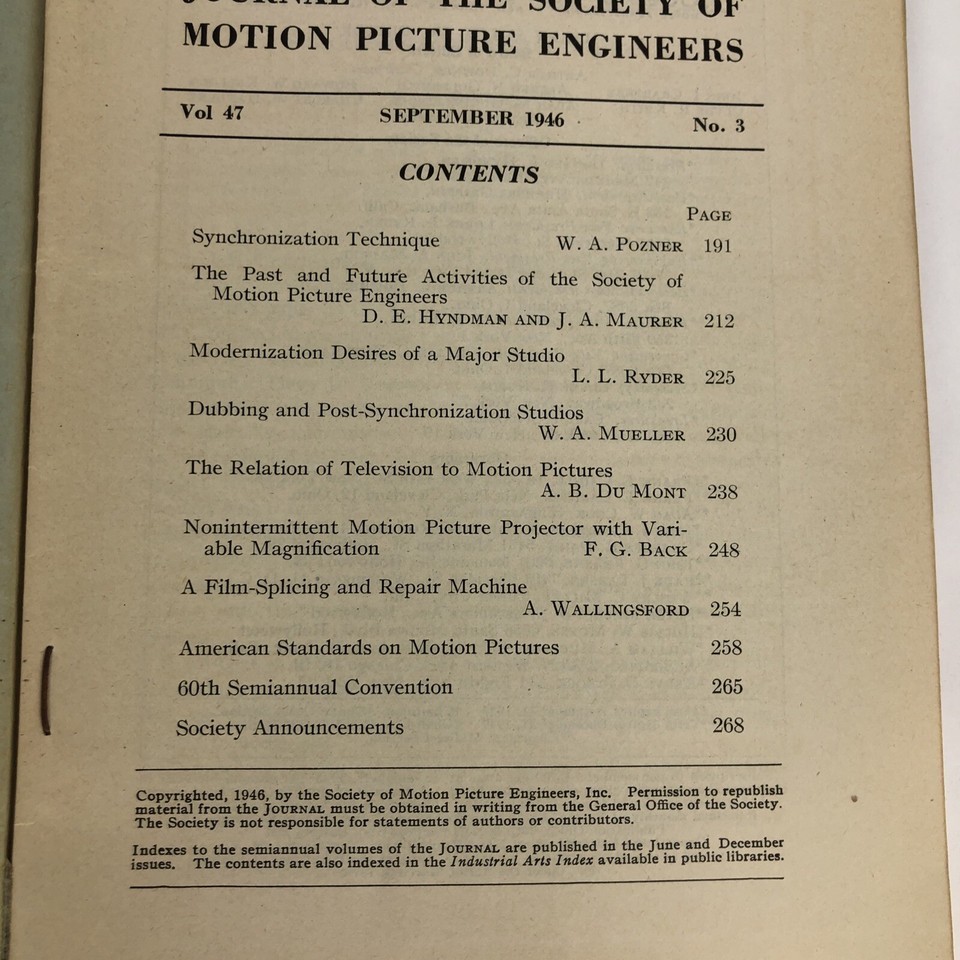 JOURNAL OF THE SOCIETY OF
MOTION PICTURE ENGINEERS
Vol 47 SEPTEMBER 1946 No. 3
CONTENTS
PAGE
Synchronization Technique W. A. POZNER 191
The Past and Future Activities of the Society of
Motion Picture Engineers
D. E. HYNDMAN AND J. A. MAURER 212
Modernization Desires of a Major Studio
L. L. RYDER 225
Dubbing and Post-Synchronization Studios
W. A. MUELLER 230
The Relation of Television to Motion Pictures
A. B. DU MONT 238
Nonintermittent Motion Picture Projector with Vari-
able Magnification F. G. BACK 248
A Film-Splicing and Repair Machine
A. WALLINGSFORD 254
American Standards on Motion Pictures 258
60th Semiannual Convention 265
Society Announcements 268
Copyrighted, 1946, by the Society of Motion Picture Engineers, Inc. Permission to republish
material from the JOURNAL must be obtained in writing from the General Office of the Society.
The Society is not responsible for statements of authors or contributors.
Indexes to the semiannual volumes of the JOURNAL are published in the June and December
issues. The contents are also indexed in the Industrial Arts Index available in public libraries.